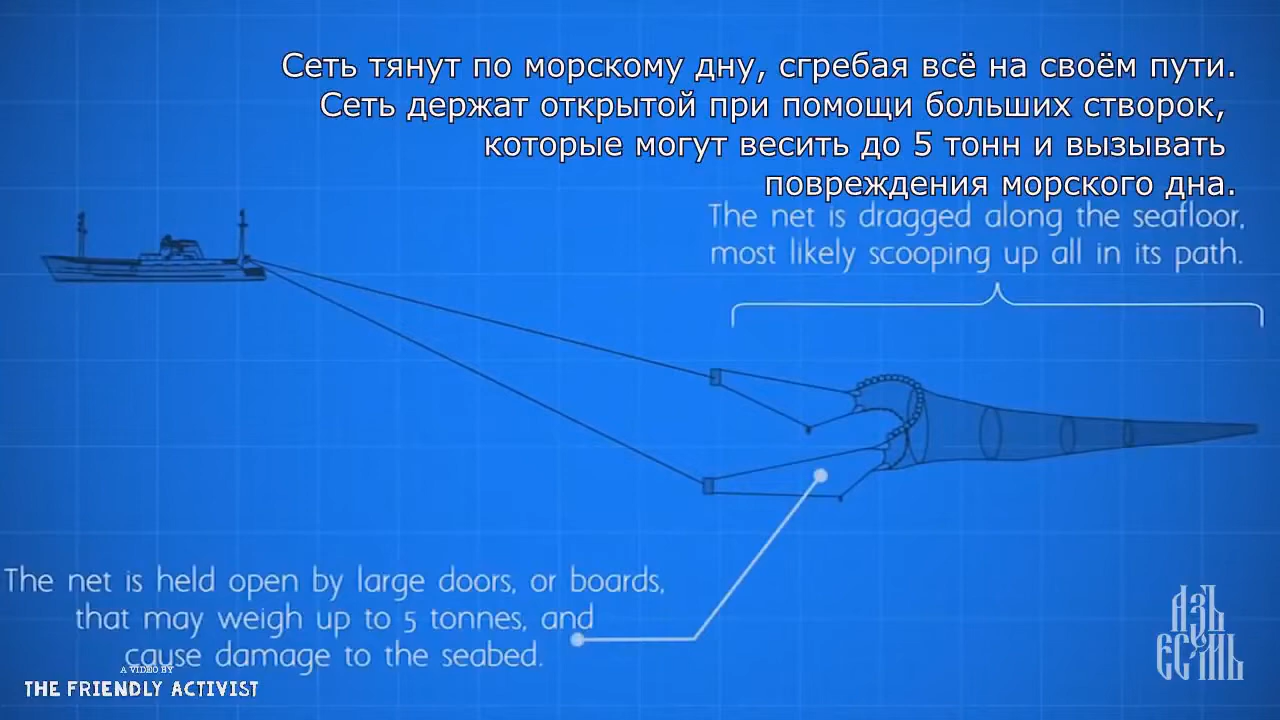 Сеть тянут по морскому дну, сгребая всё на своём пути.
Сеть держат открытой при помощи больших створок,
которые могут весить до 5 тонн и вызывать
повреждения морского дна.
The net is dragged along the seafloor,
most likely scooping up all in its path.
The net is held open by large doors, or boards,
that may weigh up to 5 tonnes, and
cause damage to the seabed.
A VIDEO BY
THE FRIENDLY ACTIVIST
АЗЪ
ЕСМЬ